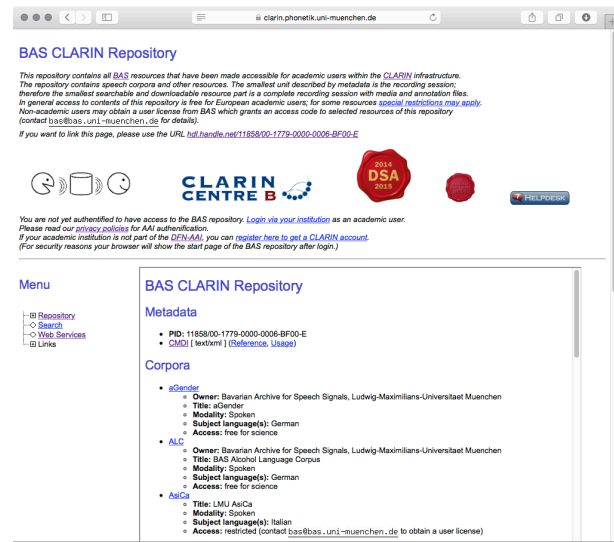 clarin.phonetik.uni-muenchen.de
BAS CLARIN Repository
This repository contains all BAS resources that have been made accessible for academic users within the CLARIN infrastructure.
The repository contains speech corpora and other resources. The smallest unit described by metadata is the recording session;
therefore the smallest searchable and downloadable resource part is a complete recording session with media and annotation files.
In general access to contents of this repository is free for European academic users; for some resources special restrictions may apply.
Non-academic users may obtain a user license from BAS which grants an access code to selected resources of this repository
(contact bas@bas.uni-muenchen.de for details).
If you want to link this page, please use the URL hdl.handle.net/11858/00-1779-0000-0006-BF00-E
CLARIN
CENTRE B
2014
DSA
2015
HELPDESK
You are not yet authentified to have access to the BAS repository. Login via your institution as an academic user.
Please read our privacy policies for AAI authenification.
If your academic institution is not part of the DFN-AAI, you can register here to get a CLARIN account.
(For security reasons your browser will show the start page of the BAS repository after login.)
Menu
Repository
Search
Web Services
Links
BAS CLARIN Repository
Metadata
• PID: 11858/00-1779-0000-0006-BF00-E
• CMDI [ text/xml ] (Reference, Usage)
Corpora
• aGender
Owner: Bavarian Archive for Speech Signals, Ludwig-Maximilians-Universitaet Muenchen
Title: aGender
Modality: Spoken
Subject language(s): German
Access: free for science
• ALC
Owner: Bavarian Archive for Speech Signals, Ludwig-Maximilians-Universitaet Muenchen
Title: BAS Alcohol Language Corpus
Modality: Spoken
Subject language(s): German
Access: free for science
• AsiCa
Title: LMU AsiCa
Modality: Spoken
Subject language(s): Italian
Access: restricted (contact bas@bas.uni-muenchen.de to obtain a user license)